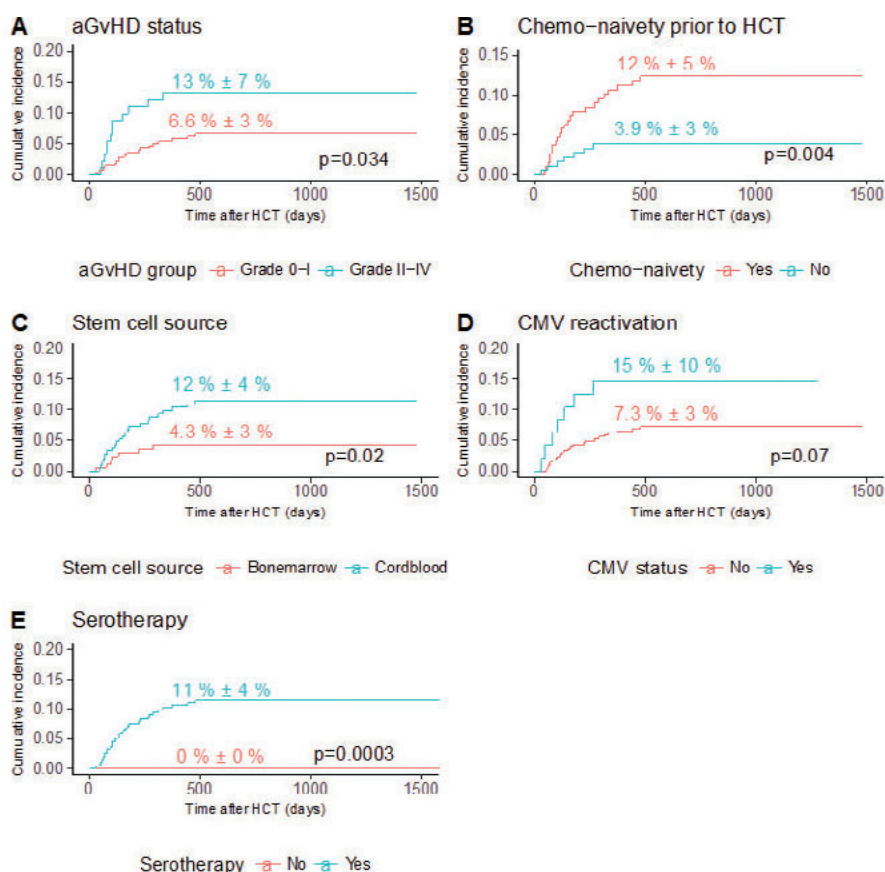 A aGvHD status
0.20
0.15
0.10
0.05
0.00
Cumulative incidence
13 % ± 7 %
6.6 % ± 3 %
p=0.034
0 500 1000 1500
Time after HCT (days)
aGvHD group a Grade 0-I a Grade II-IV
B Chemo-naivety prior to HCT
0.15
0.10
0.05
0.00
Cumulative incidence
12 % + 5 %
3.9 % ± 3 %
p=0.004
0 500 1000 1500
Time after HCT (days)
Chemo-naivety a Yes a No
C Stem cell source
0.20
0.15
0.10
0.05
0.00
Cumulative incidence
12 % ± 4 %
4.3 % ± 3 %
p=0.02
0 500 1000 1500
Time after HCT (days)
Stem cell source a Bonemarrow a Cordblood
D CMV reactivation
0.20
0.15
0.10
0.05
0.00
Cumulative incidence
15 % ± 10 %
7.3 % ± 3 %
p=0.07
0 500 1000 1500
Time after HCT (days)
CMV status a No a Yes
E Serotherapy
0.20
0.15
0.10
0.05
0.00
Cumulative incidence
11 % ± 4 %
0 % ± 0 %
p=0.0003
0 500 1000 1500
Time after HCT (days)
Serotherapy a No a Yes